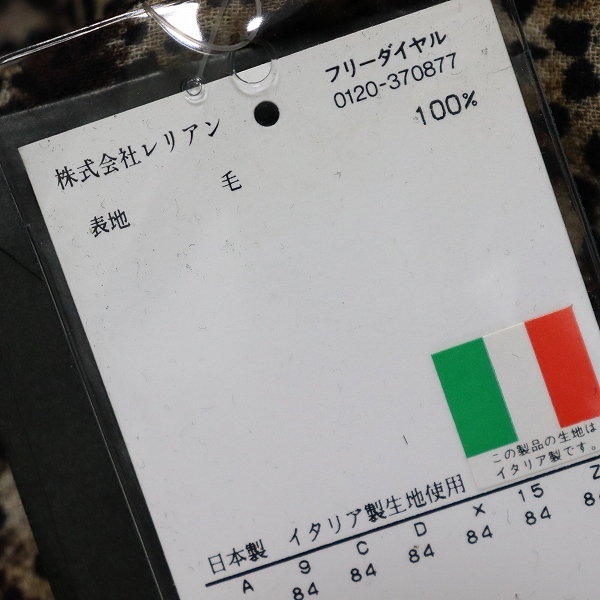 フリーダイヤル
0120-370877
株式会社レリアン
100%
毛
表地
この製品の生地は
イタリア製です。
日本製 イタリア製生地使用
A 9 C D × 15 Z
84 84 84 84 84